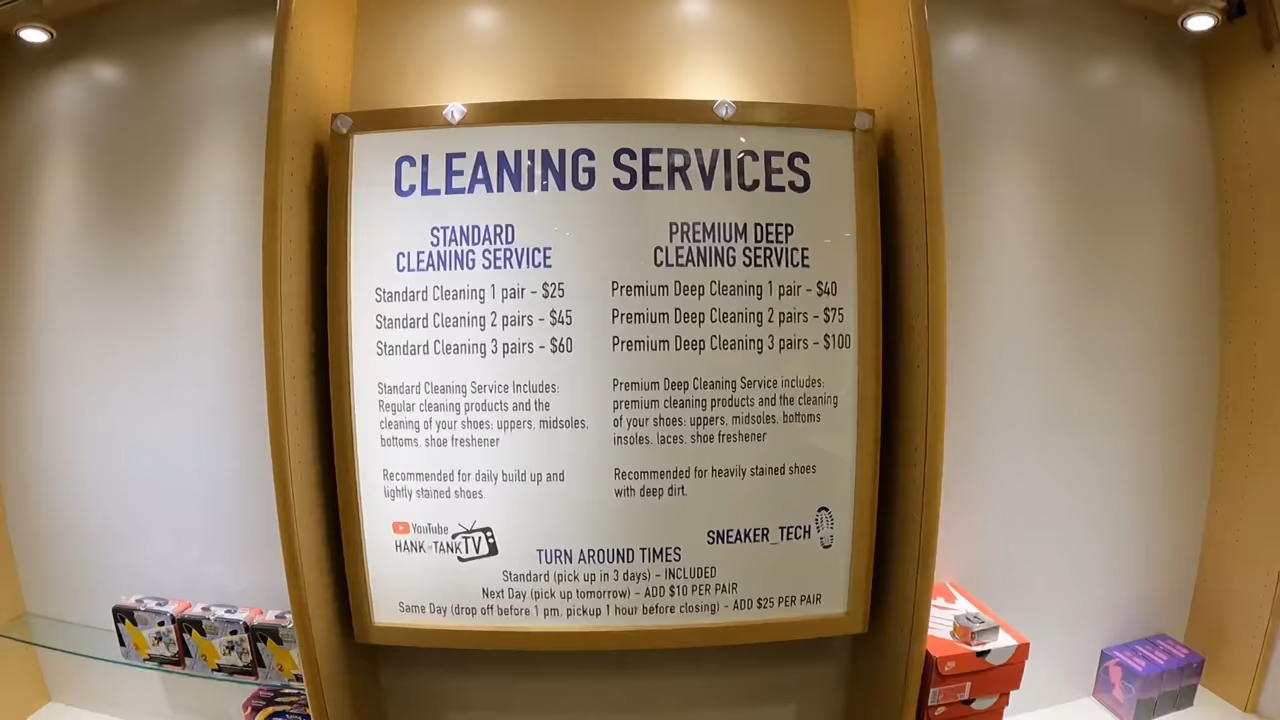 CLEANING SERVICES
STANDARD
CLEANING SERVICE
Standard Cleaning 1 pair - $25
Standard Cleaning 2 pairs - $45
Standard Cleaning 3 pairs - $60
Standard Cleaning Service Includes:
Regular cleaning products and the
cleaning of your shoes: uppers, midsoles,
bottoms, shoe freshener
Recommended for daily build up and
lightly stained shoes.
PREMIUM DEEP
CLEANING SERVICE
Premium Deep Cleaning 1 pair - $40
Premium Deep Cleaning 2 pairs - $75
Premium Deep Cleaning 3 pairs - $100
Premium Deep Cleaning Service includes:
premium cleaning products and the cleaning
of your shoes: uppers, midsoles, bottoms
insoles, laces, shoe freshener
Recommended for heavily stained shoes
with deep dirt.
YouTube
HANK TANK TV
SNEAKER_TECH
TURN AROUND TIMES
Standard (pick up in 3 days) - INCLUDED
Next Day (pick up tomorrow) - ADD $10 PER PAIR
Same Day (drop off before 1 pm, pickup 1 hour before closing) - ADD $25 PER PAIR